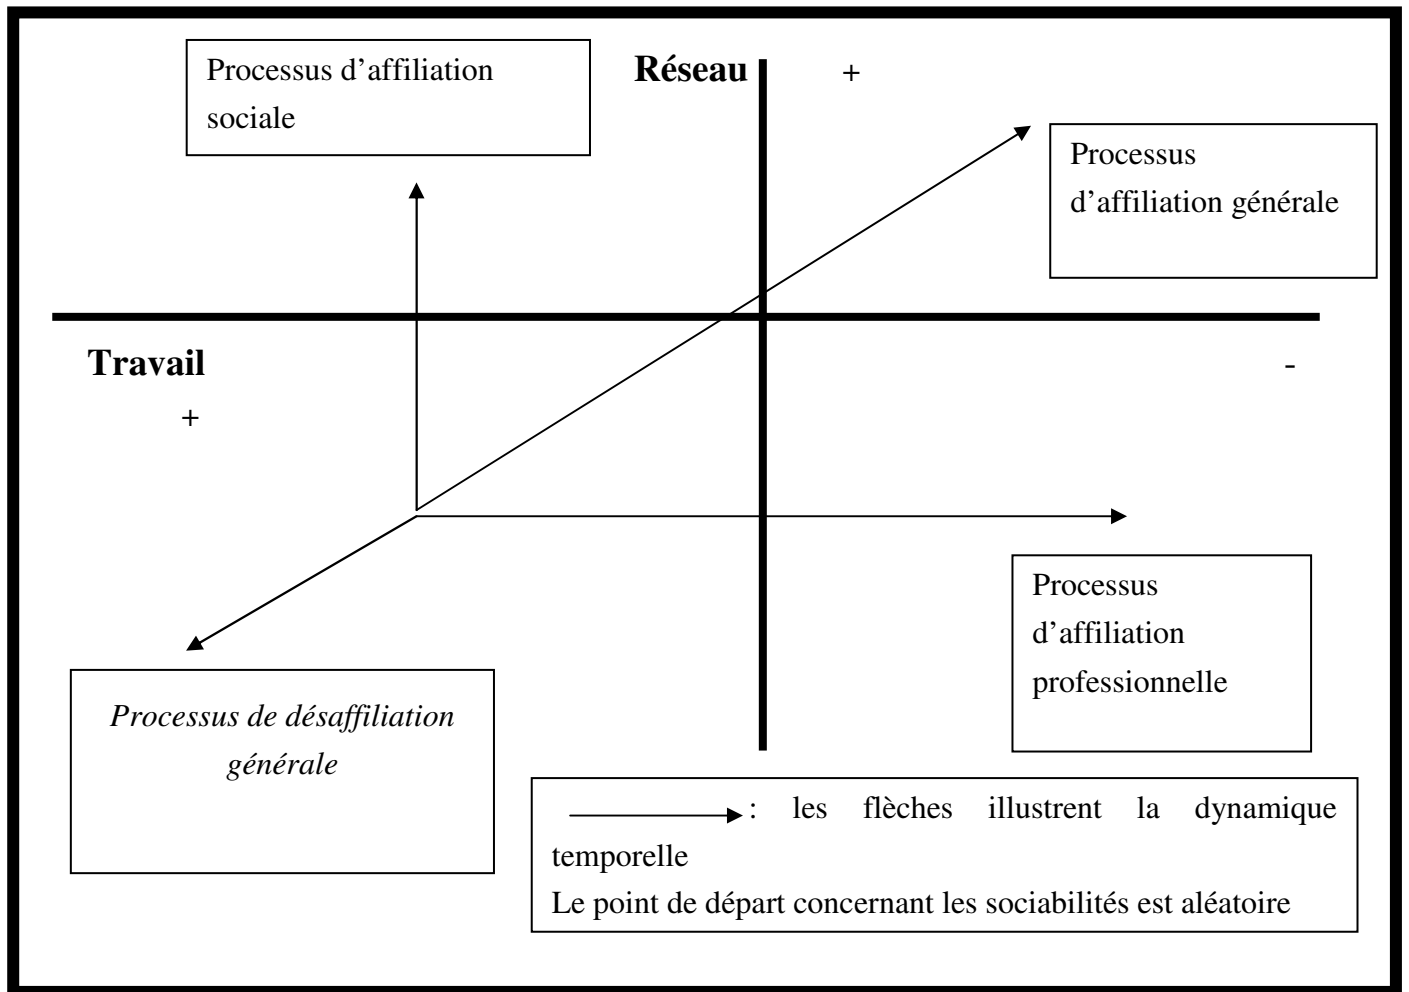 Processus d’affiliation
sociale
Réseau
+
Processus
d’affiliation générale
Travail
-
+
Processus
d’affiliation
professionnelle
Processus de désaffiliation
générale
: les flèches illustrent la dynamique
temporelle
Le point de départ concernant les sociabilités est aléatoire